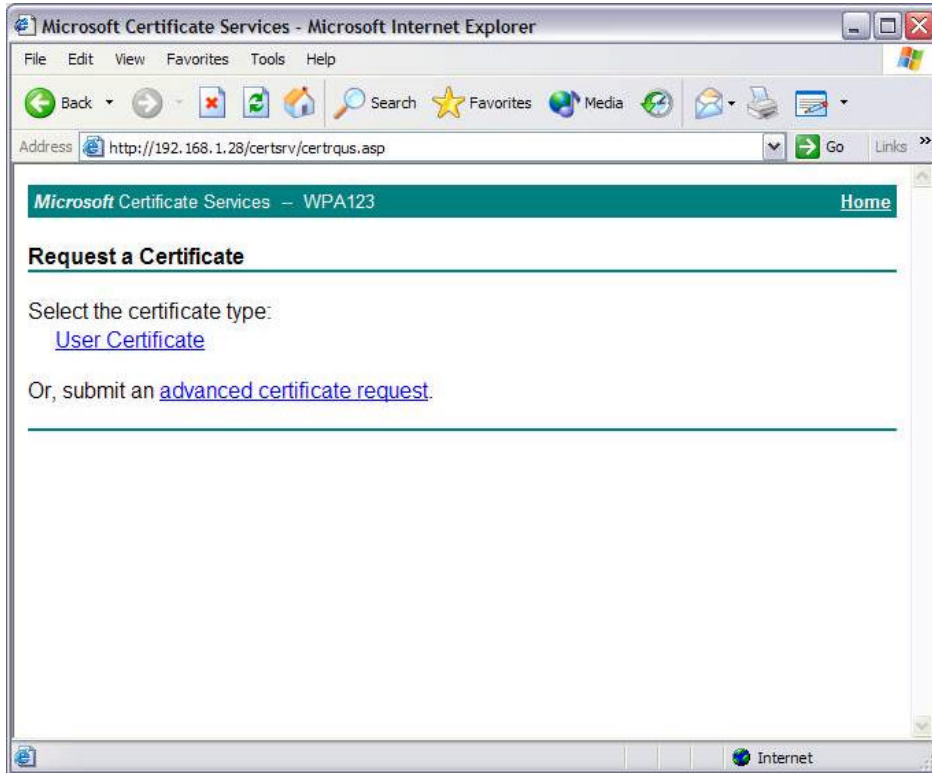 Microsoft Certificate Services - Microsoft Internet Explorer
File Edit View Favorites Tools Help
Back Search Favorites Media
Address http://192.168.1.28/certsrv/certrqus.asp Go Links »
Microsoft Certificate Services -- WPA123 Home
Request a Certificate
Select the certificate type:
User Certificate
Or, submit an advanced certificate request.
Internet